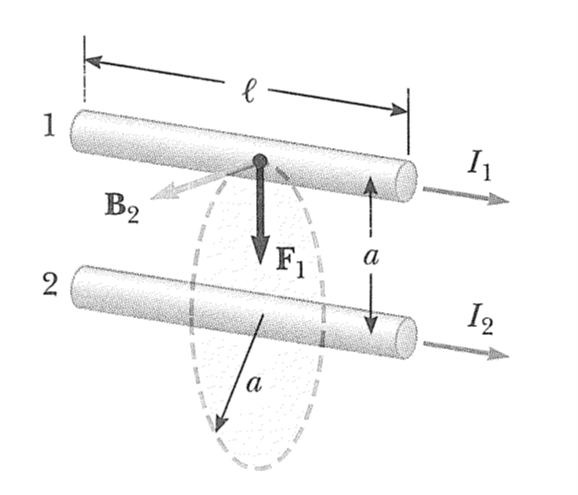 ℓ
1
I₁
B₂
F₁
a
2
I₂
a